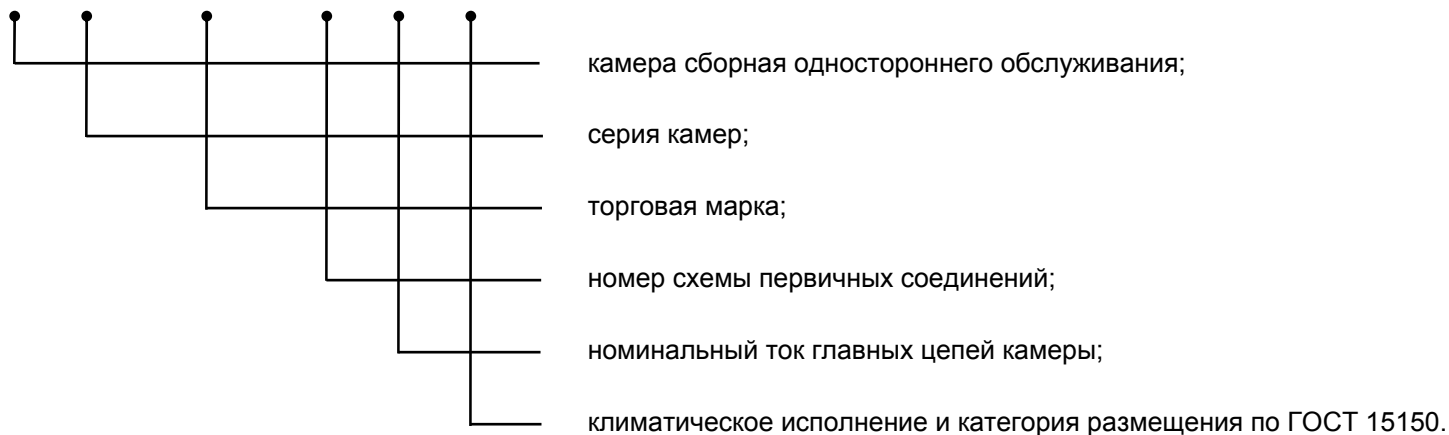 камера сборная одностороннего обслуживания;
серия камер;
торговая марка;
номер схемы первичных соединений;
номинальный ток главных цепей камеры;
климатическое исполнение и категория размещения по ГОСТ 15150.